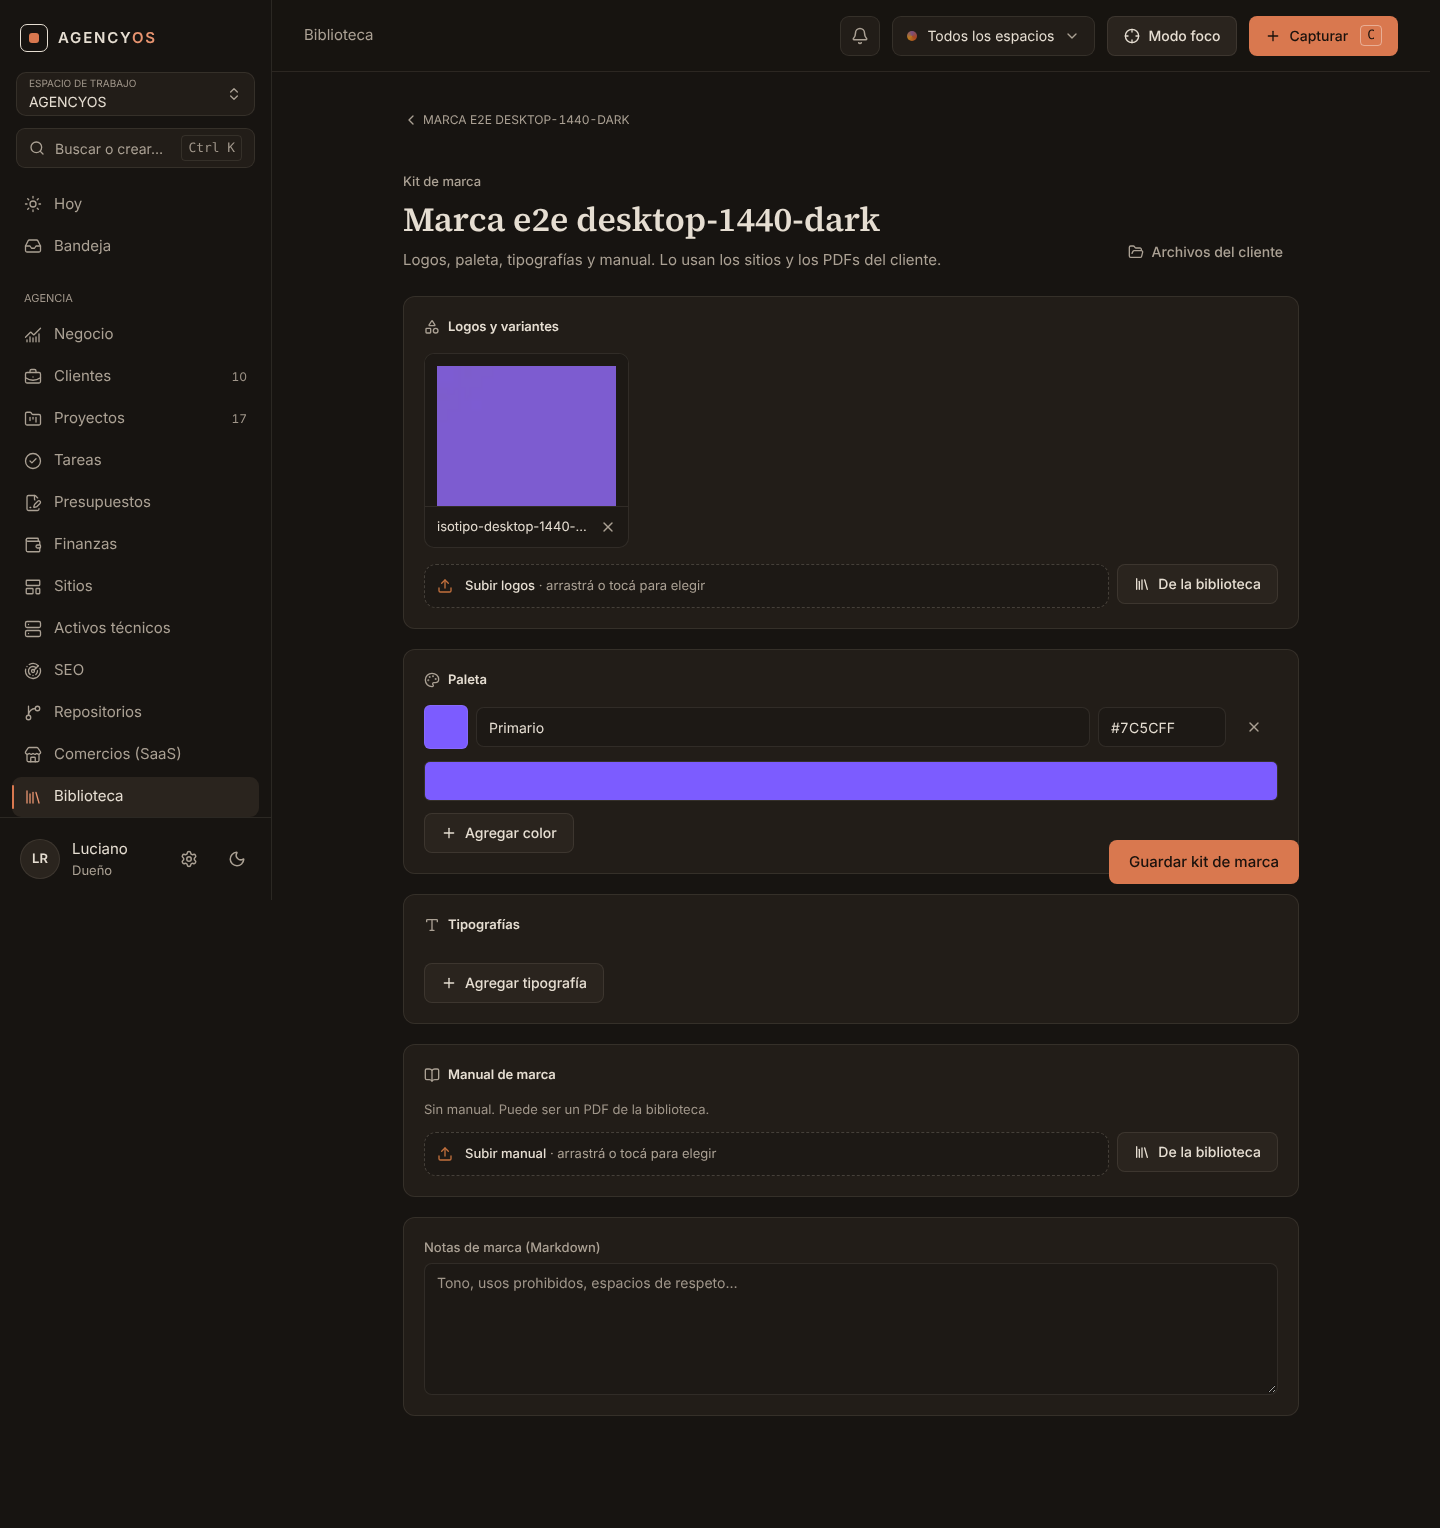 AGENCYOS
ESPACIO DE TRABAJO
AGENCYOS
Buscar o crear... Ctrl K
Hoy
Bandeja
AGENCIA
Negocio
Clientes 10
Proyectos 17
Tareas
Presupuestos
Finanzas
Sitios
Activos técnicos
SEO
Repositorios
Comercios (SaaS)
Biblioteca
LR
Luciano
Dueño
Biblioteca
Todos los espacios
Modo foco
Capturar C
MARCA E2E DESKTOP-1440-DARK
Kit de marca
Marca e2e desktop-1440-dark
Logos, paleta, tipografías y manual. Lo usan los sitios y los PDFs del cliente.
Archivos del cliente
Logos y variantes
isotipo-desktop-1440-...
Subir logos · arrastrá o tocá para elegir
De la biblioteca
Paleta
Primario
#7C5CFF
Agregar color
Guardar kit de marca
Tipografías
Agregar tipografía
Manual de marca
Sin manual. Puede ser un PDF de la biblioteca.
Subir manual · arrastrá o tocá para elegir
De la biblioteca
Notas de marca (Markdown)
Tono, usos prohibidos, espacios de respeto...